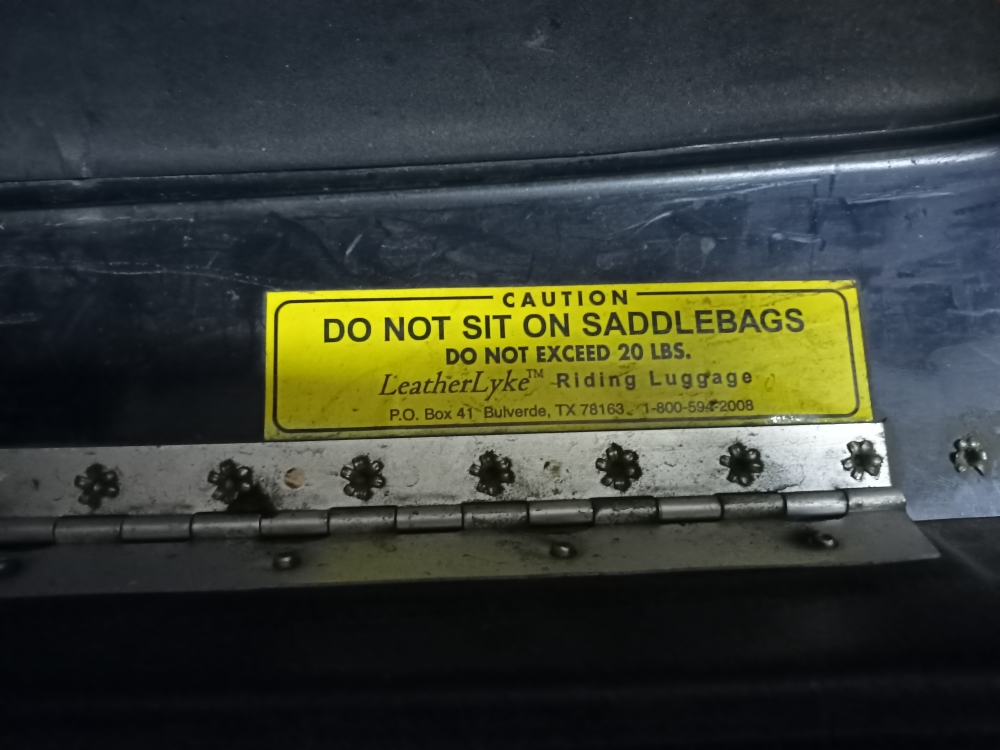 CAUTION
DO NOT SIT ON SADDLEBAGS
DO NOT EXCEED 20 LBS.
LeatherLyke™ Riding Luggage
P.O. Box 41 Bulverde, TX 78163 1-800-594-2008